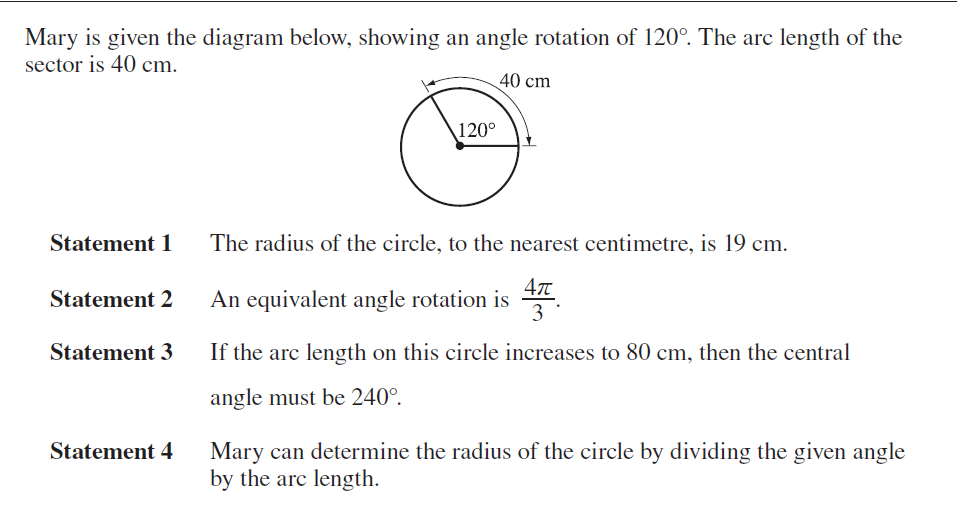 Mary is given the diagram below, showing an angle rotation of 120°. The arc length of the
sector is 40 cm.
40 cm
120°
Statement 1 The radius of the circle, to the nearest centimetre, is 19 cm.
Statement 2 An equivalent angle rotation is 4π/3.
Statement 3 If the arc length on this circle increases to 80 cm, then the central
angle must be 240°.
Statement 4 Mary can determine the radius of the circle by dividing the given angle
by the arc length.